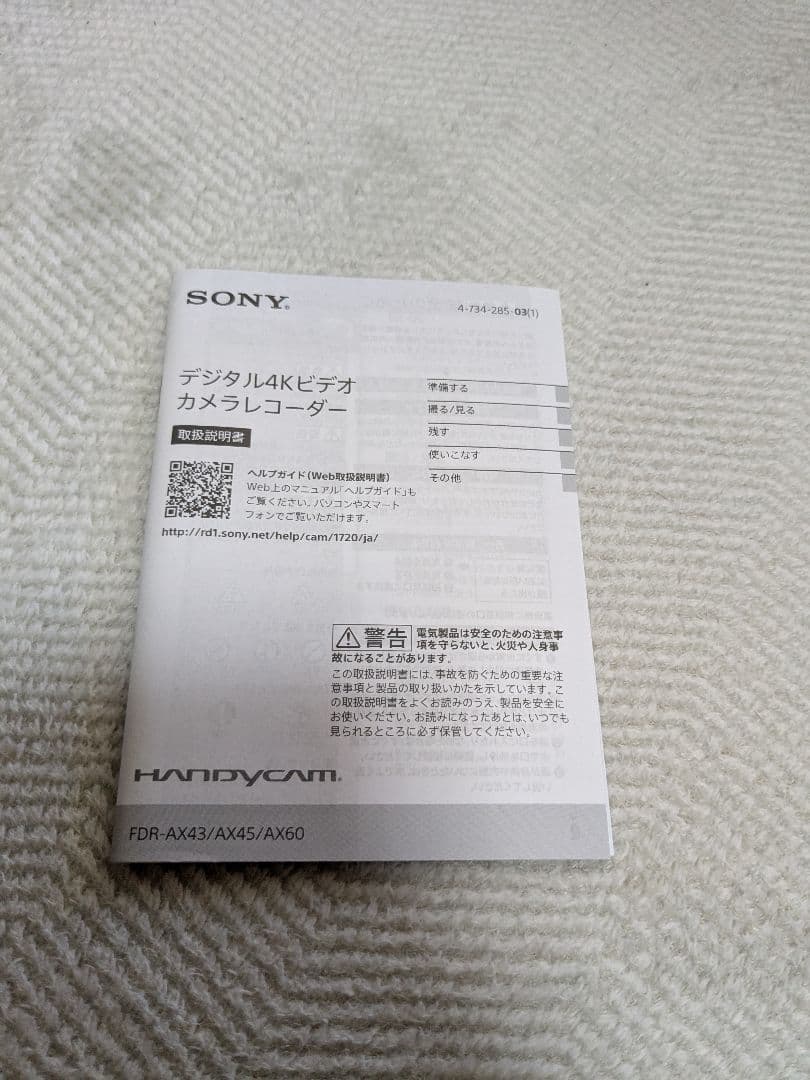 SONY®
4-734-285-03(1)
デジタル4Kビデオ
カメラレコーダー
取扱説明書
準備する
撮る/見る
残す
使いこなす
その他
ヘルプガイド(Web取扱説明書)
Web上のマニュアル「ヘルプガイド」も
ご覧ください。パソコンやスマート
フォンでご覧いただけます。
http://rd1.sony.net/help/cam/1720/ja/
警告 電気製品は安全のための注意事
項を守らないと、火災や人身事
故になることがあります。
この取扱説明書には、事故を防ぐための重要な注
意事項と製品の取り扱いかたを示しています。こ
の取扱説明書をよくお読みのうえ、製品を安全に
お使いください。お読みになったあとは、いつでも
見られるところに必ず保管してください。
HANDYCAM®
FDR-AX43/AX45/AX60